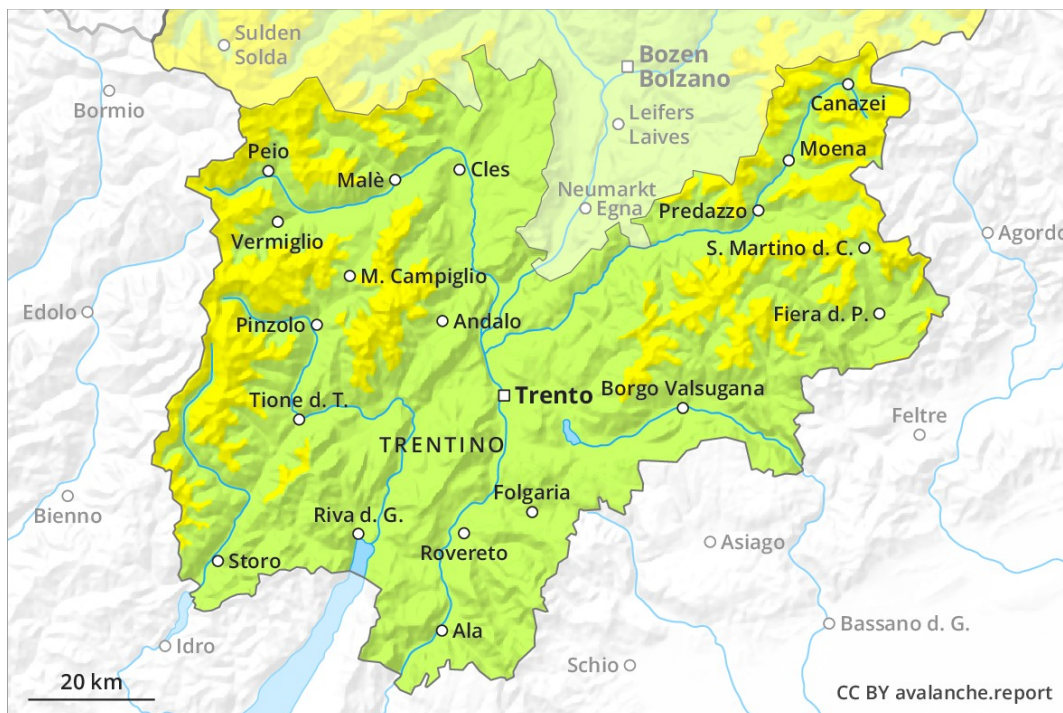 Sulden
Solda
Bozen
Bolzano
Bormio
Canazei
Leifers
Laives
Moena
Peio
Malè
Cles
Neumarkt
Egna
Predazzo
Vermiglio
Agordo
S. Martino d. C.
M. Campiglio
Edolo
Pinzolo
Andalo
Fiera d. P.
Trento
Borgo Valsugana
Tione d. T.
Feltre
TRENTINO
Bienno
Folgaria
Riva d. G.
Asiago
Rovereto
Storo
Bassano d. G.
Ala
Idro
Schio
20 km
CC BY avalanche.report